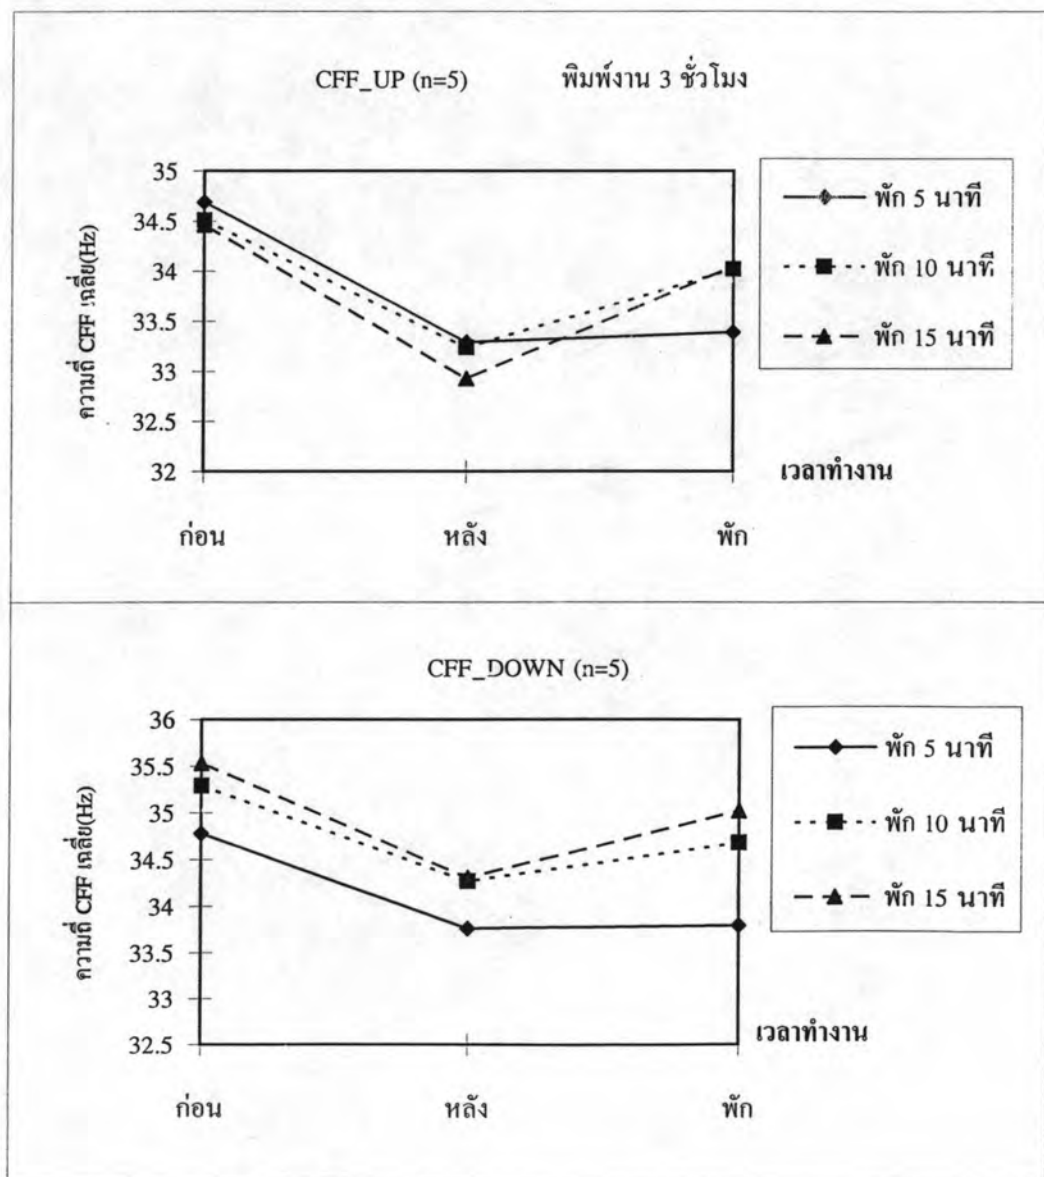 CFF_UP (n=5) พิมพ์งาน 3 ชั่วโมง
ความถี่ CFF เฉลี่ย(Hz)
35
34.5
34
33.5
33
32.5
32
ก่อน หลัง พัก
เวลาทำงาน
พัก 5 นาที
พัก 10 นาที
พัก 15 นาที
CFF_DOWN (n=5)
ความถี่ CFF เฉลี่ย(Hz)
36
35.5
35
34.5
34
33.5
33
32.5
ก่อน หลัง พัก
เวลาทำงาน
พัก 5 นาที
พัก 10 นาที
พัก 15 นาที